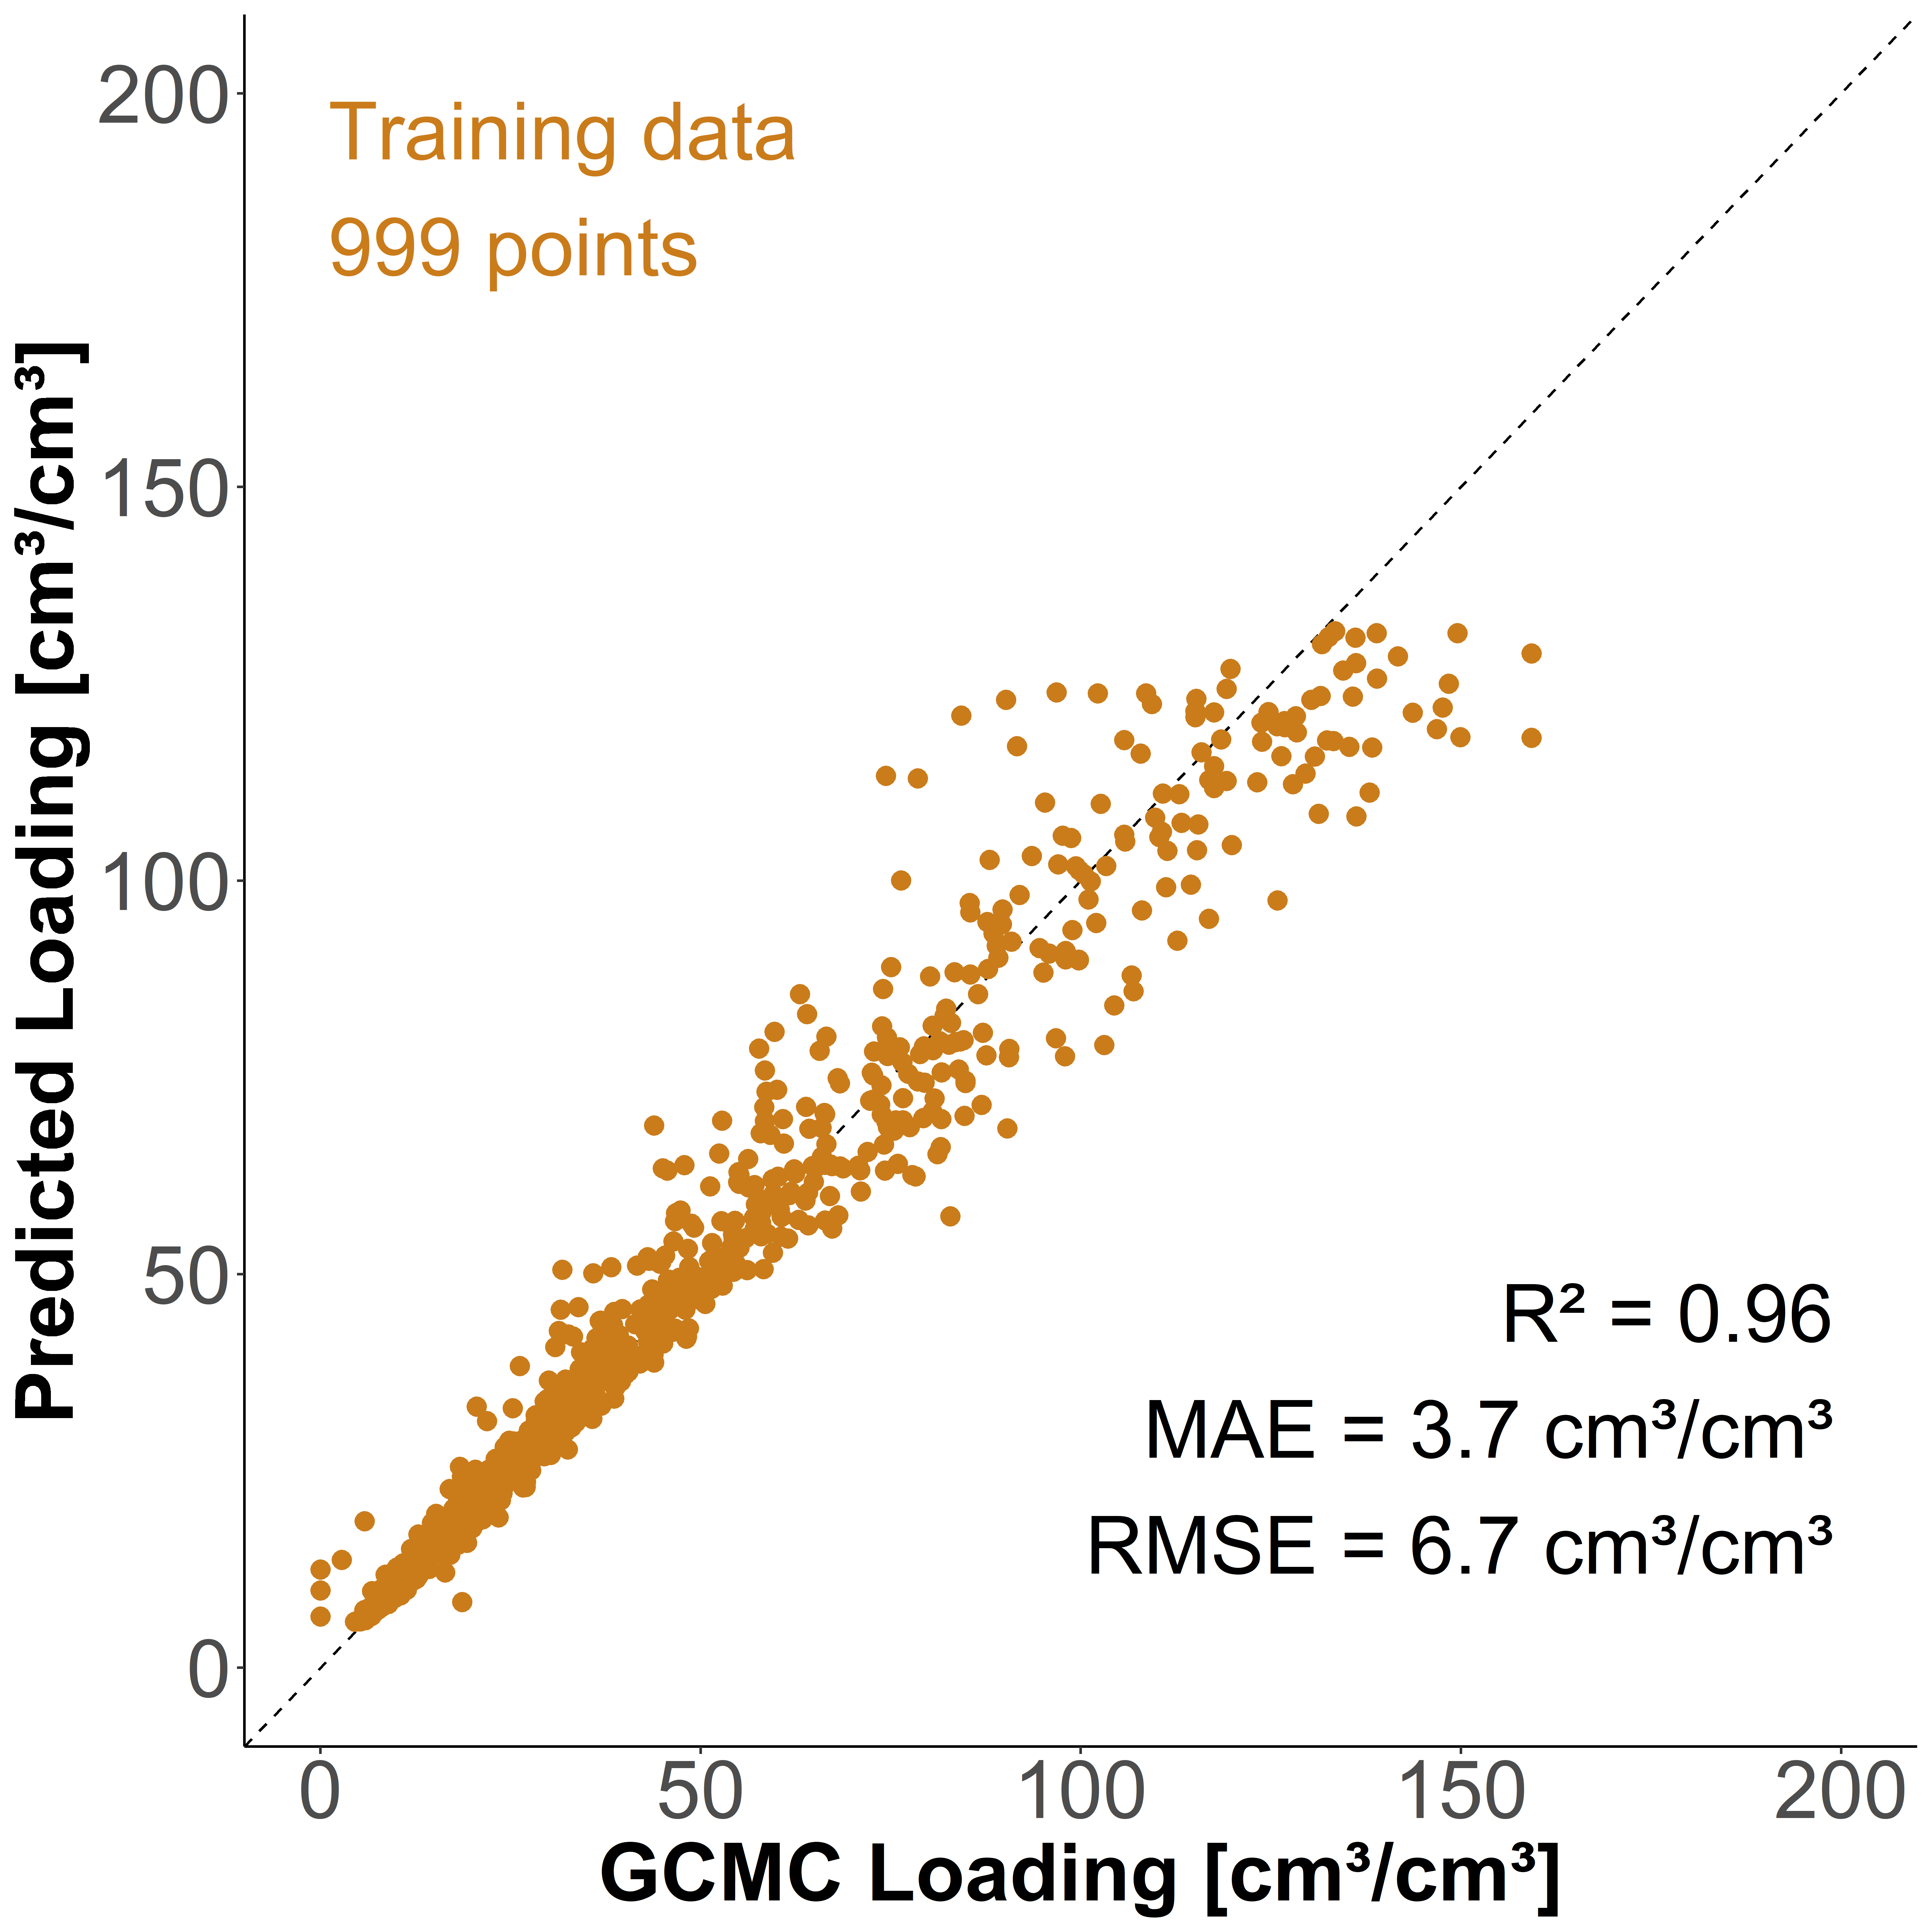 Training data
999 points
200
150
100
50
0
Predicted Loading [cm³/cm³]
R² = 0.96
MAE = 3.7 cm³/cm³
RMSE = 6.7 cm³/cm³
0 50 100 150 200
GCMC Loading [cm³/cm³]